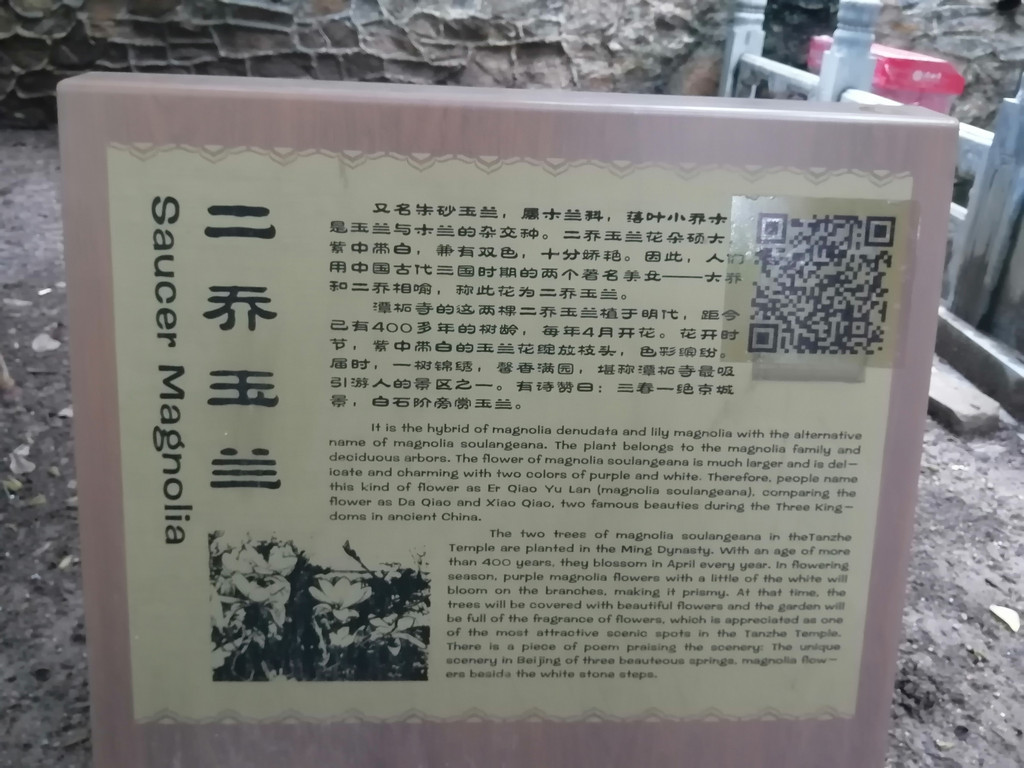 二乔玉兰
Saucer Magnolia
又名朱砂玉兰，属木兰科，落叶小乔木
是玉兰与木兰的杂交种。二乔玉兰花朵硕大，
紫中带白，兼有双色，十分娇艳。因此，人们
用中国古代三国时期的两个著名美女——大乔
和二乔相喻，称此花为二乔玉兰。
潭柘寺的这两棵二乔玉兰植于明代，距今
已有400多年的树龄，每年4月开花。花开时
节，紫中带白的玉兰花绽放枝头，色彩缤纷。
届时，一树锦绣，馨香满园，堪称潭柘寺最吸
引游人的景区之一。有诗赞曰：三春一绝京城
景，白石阶旁赏玉兰。
It is the hybrid of magnolia denudata and lily magnolia with the alternative
name of magnolia soulangeana. The plant belongs to the magnolia family and
deciduous arbors. The flower of magnolia soulangeana is much larger and is del-
icate and charming with two colors of purple and white. Therefore, people name
this kind of flower as Er Qiao Yu Lan (magnolia soulangeana), comparing the
flower as Da Qiao and Xiao Qiao, two famous beauties during the Three King-
doms in ancient China.
The two trees of magnolia soulangeana in theTanzhe
Temple are planted in the Ming Dynasty. With an age of more
than 400 years, they blossom in April every year. In flowering
season, purple magnolia flowers with a little of the white will
bloom on the branches, making it prismy. At that time, the
trees will be covered with beautiful flowers and the garden will
be full of the fragrance of flowers, which is appreciated as one
of the most attractive scenic spots in the Tanzhe Temple.
There is a piece of poem praising the scenery: The unique
scenery in Beijing of three beauteous springs, magnolia flow-
ers beside the white stone steps.